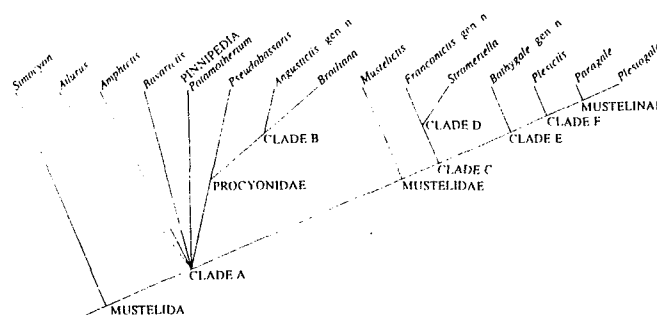 Simocyon
Ailurus
Amphictis
Bavarictis
PINNIPEDIA
Potamotherium
Pseudobassaris
Angustictis gen n
Broiliana
Mustelictis
Franconictis gen n
Stromeriella
Bathygale gen n
Plesictis
Paragale
Plesiogale
MUSTELINAE
CLADE F
CLADE E
CLADE D
CLADE C
CLADE B
PROCYONIDAE
MUSTELIDAE
CLADE A
MUSTELIDA